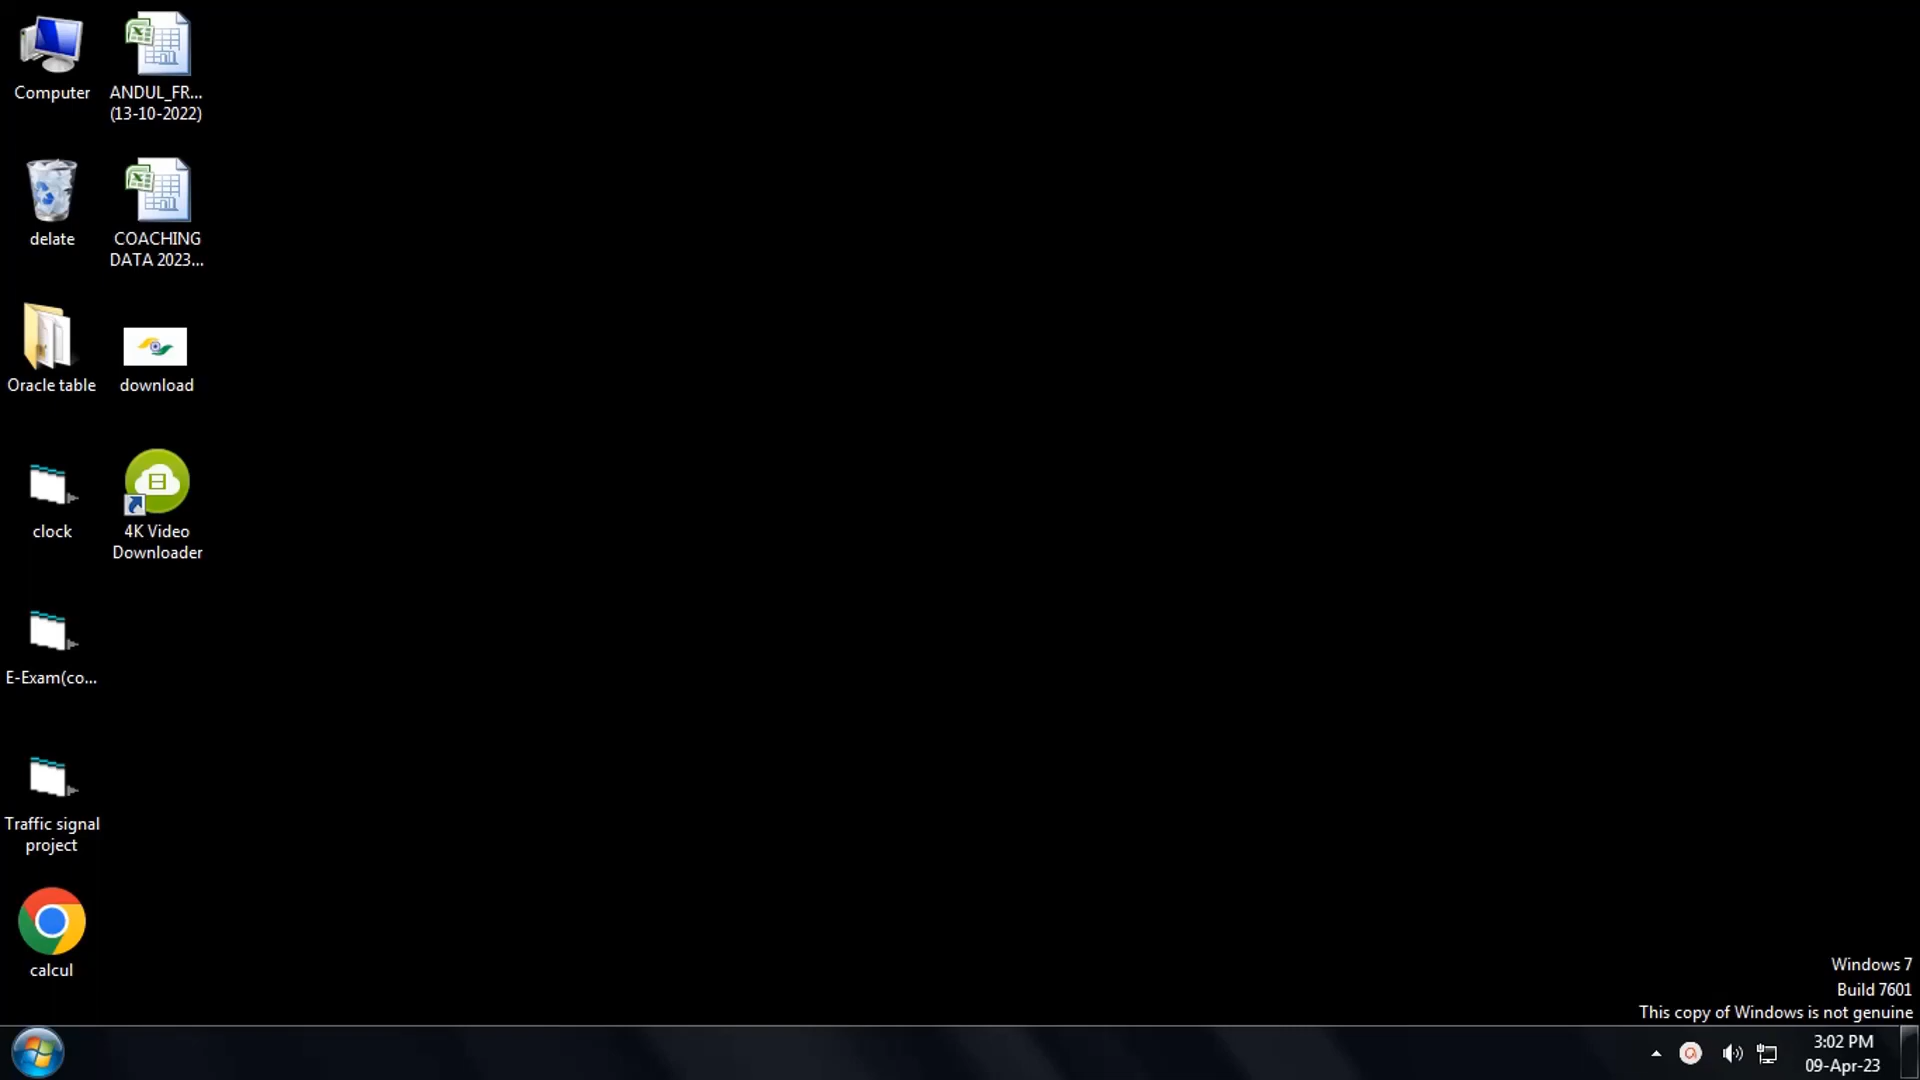 Computer
ANDUL_FR...
(13-10-2022)
delate
COACHING
DATA 2023...
Oracle table
download
clock
4K Video
Downloader
E-Exam(co...
Traffic signal
project
calcul
Windows 7
Build 7601
This copy of Windows is not genuine
3:02 PM
09-Apr-23